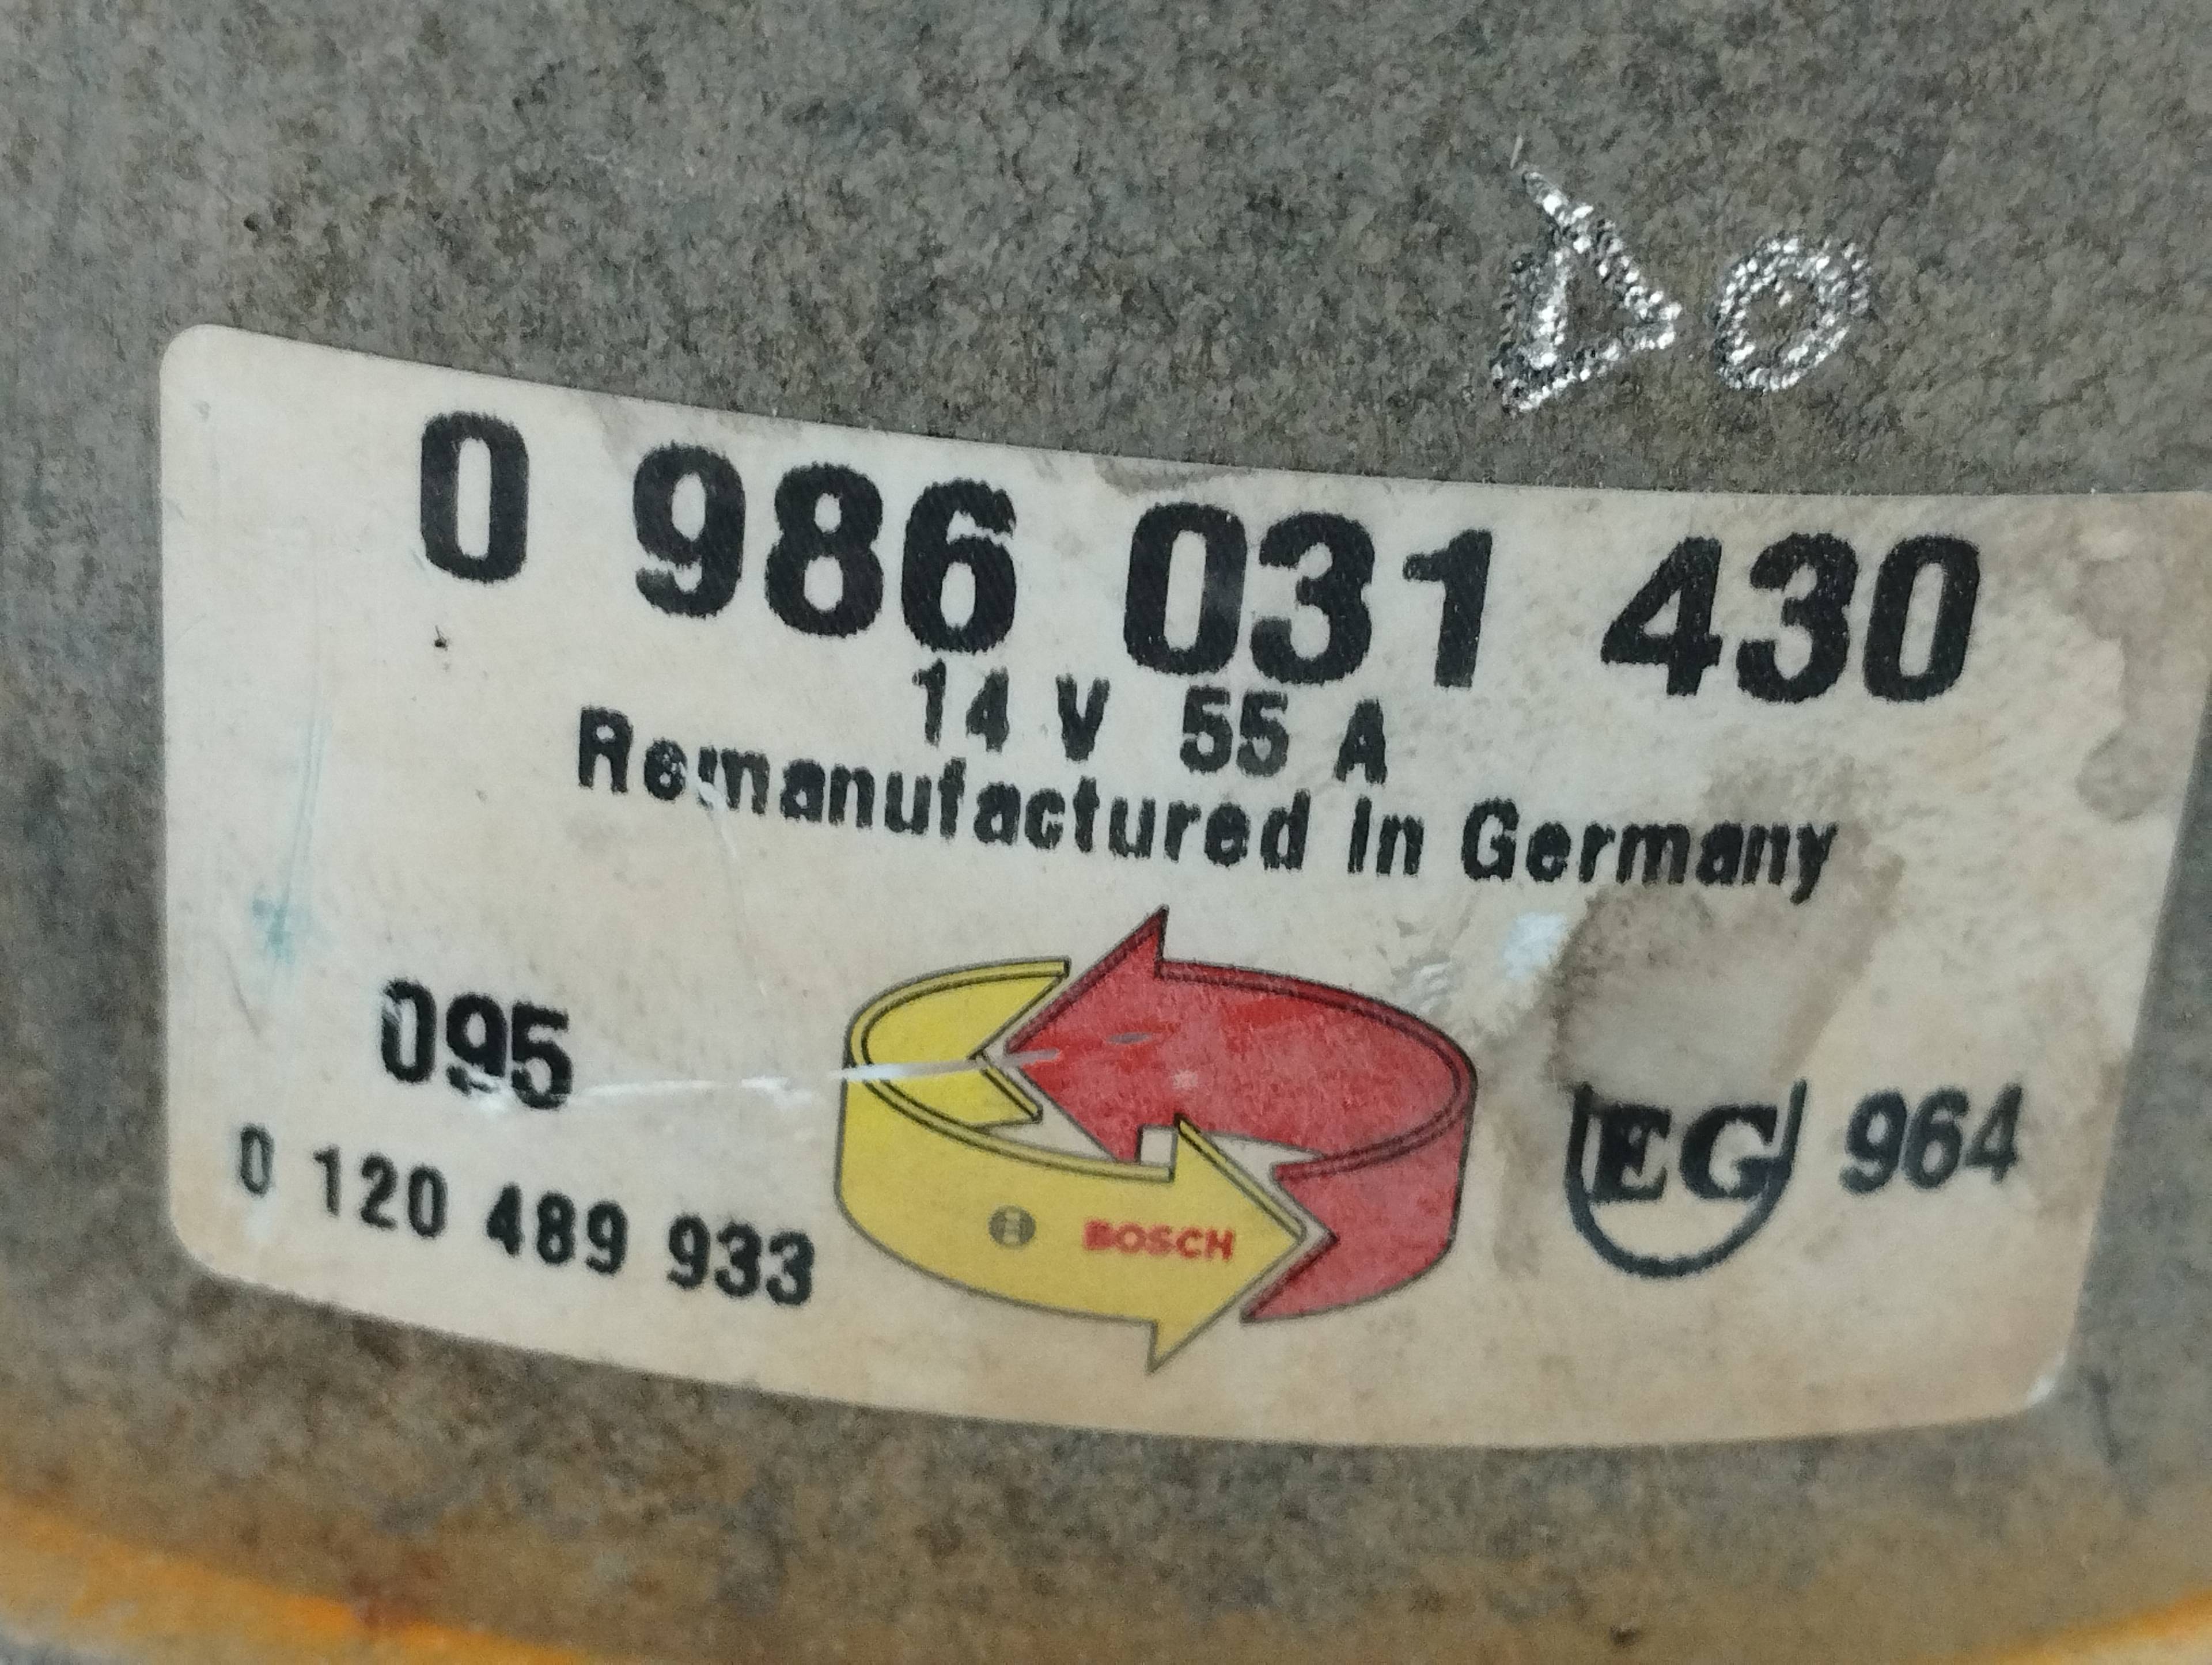 0 986 031 430
14 V 55 A
Remanufactured in Germany
095
EG 964
0 120 489 933
BOSCH